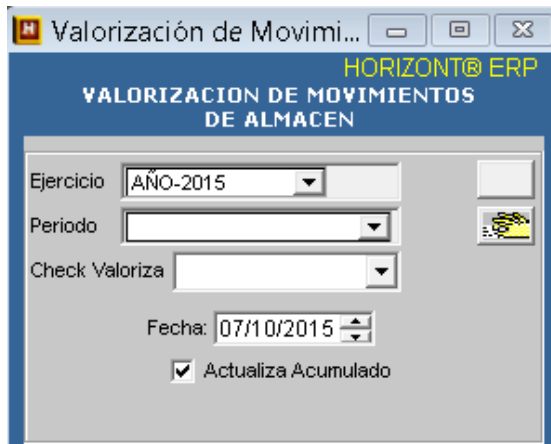 H Valorización de Movimi...
HORIZONT® ERP
VALORIZACION DE MOVIMIENTOS
DE ALMACEN
Ejercicio AÑO-2015
Periodo
Check Valoriza
Fecha: 07/10/2015
Actualiza Acumulado